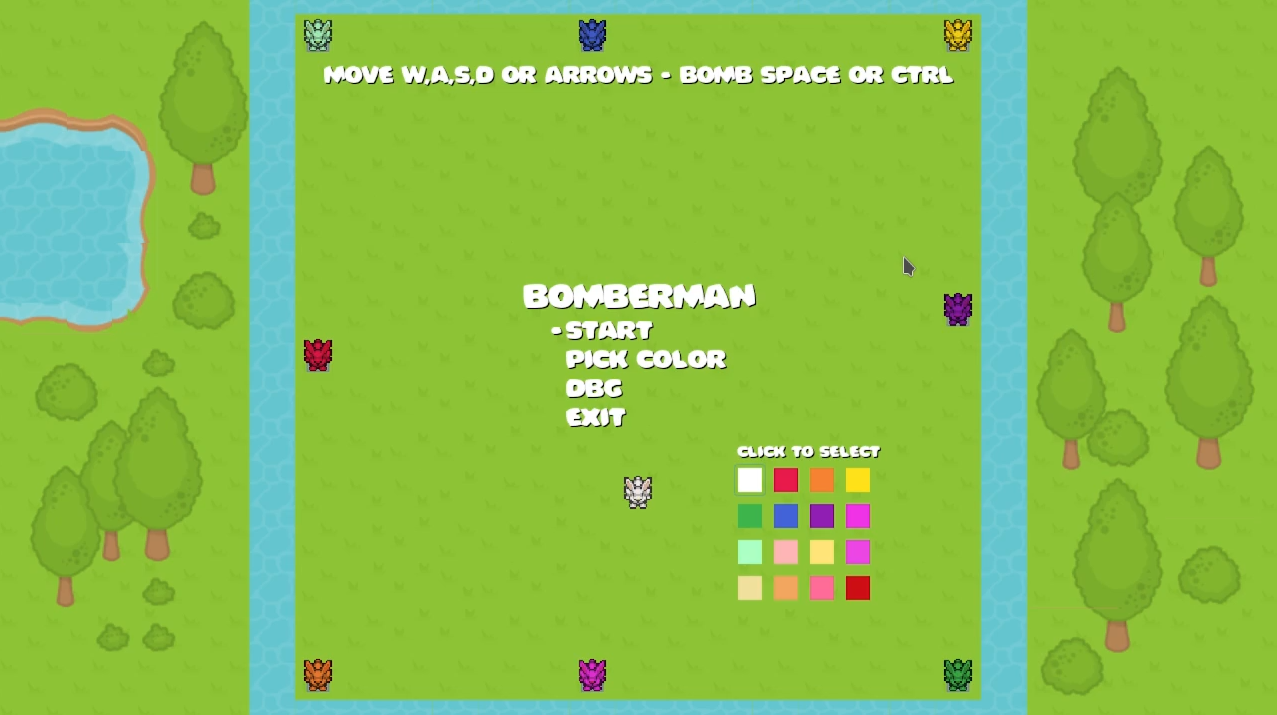 MOVE W,A,S,D OR ARROWS - BOMB SPACE OR CTRL
BOMBERMAN
-START
PICK COLOR
DBG
EXIT
CLICK TO SELECT